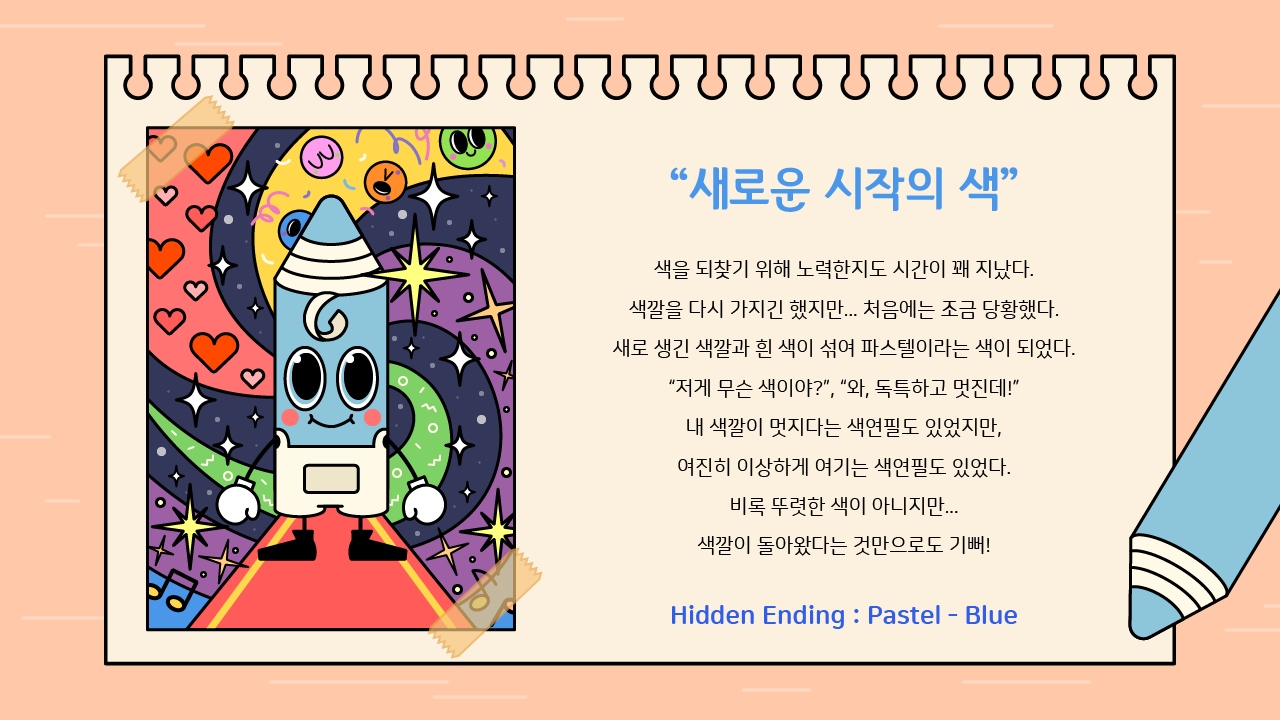 “새로운 시작의 색”
색을 되찾기 위해 노력한지도 시간이 꽤 지났다.
색깔을 다시 가지긴 했지만... 처음에는 조금 당황했다.
새로 생긴 색깔과 흰 색이 섞여 파스텔이라는 색이 되었다.
“저게 무슨 색이야?”, “와, 독특하고 멋진데!”
내 색깔이 멋지다는 색연필도 있었지만,
여진히 이상하게 여기는 색연필도 있었다.
비록 뚜렷한 색이 아니지만...
색깔이 돌아왔다는 것만으로도 기뻐!
Hidden Ending : Pastel - Blue